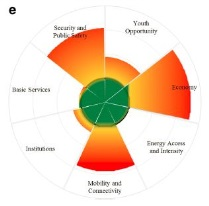 e
Security and
Public Safety
Youth
Opportunity
Economy
Basic Services
Energy Access
and Intensity
Institutions
Mobility and
Connectivity